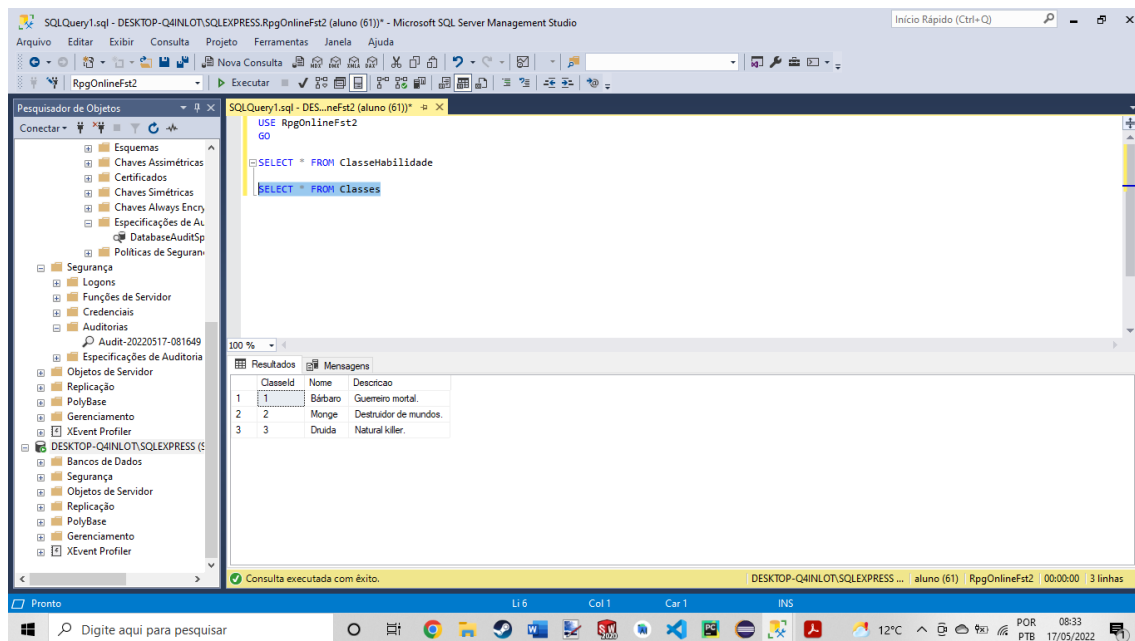 SQLQuery1.sql - DESKTOP-Q4INLOT\SQLEXPRESS.RpgOnlineFst2 (aluno (61))* - Microsoft SQL Server Management Studio
Início Rápido (Ctrl+Q)
Arquivo Editar Exibir Consulta Projeto Ferramentas Janela Ajuda
Nova Consulta
RpgOnlineFst2 Executar
Pesquisador de Objetos
SQLQuery1.sql - DES...neFst2 (aluno (61))*
Conectar
Esquemas
Chaves Assimétricas
Certificados
Chaves Simétricas
Chaves Always Encry
Especificações de Au
DatabaseAuditSp
Políticas de Seguran
Segurança
Logons
Funções de Servidor
Credenciais
Auditorias
Audit-20220517-081649
Especificações de Auditoria
Objetos de Servidor
Replicação
PolyBase
Gerenciamento
XEvent Profiler
DESKTOP-Q4INLOT\SQLEXPRESS (S
Bancos de Dados
Segurança
Objetos de Servidor
Replicação
PolyBase
Gerenciamento
XEvent Profiler
USE RpgOnlineFst2
GO
SELECT * FROM ClasseHabilidade
SELECT * FROM Classes
100 %
Resultados Mensagens
ClasseId Nome Descricao
1 1 Bárbaro Guerreiro mortal.
2 2 Monge Destruidor de mundos.
3 3 Druida Natural killer.
Consulta executada com êxito.
DESKTOP-Q4INLOT\SQLEXPRESS ... aluno (61) RpgOnlineFst2 00:00:00 3 linhas
Pronto Li 6 Col 1 Car 1 INS
Digite aqui para pesquisar
12°C
POR
PTB
08:33
17/05/2022